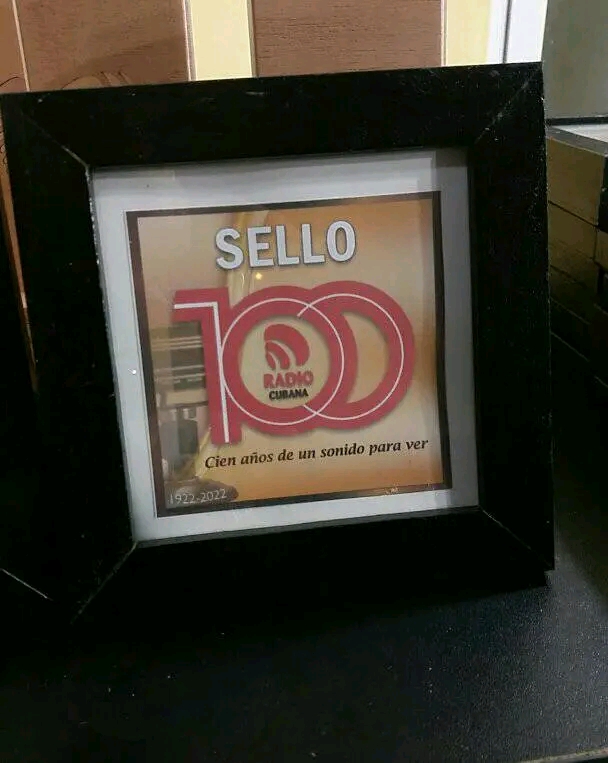 SELLO
100
RADIO
CUBANA
Cien años de un sonido para ver
1922-2022